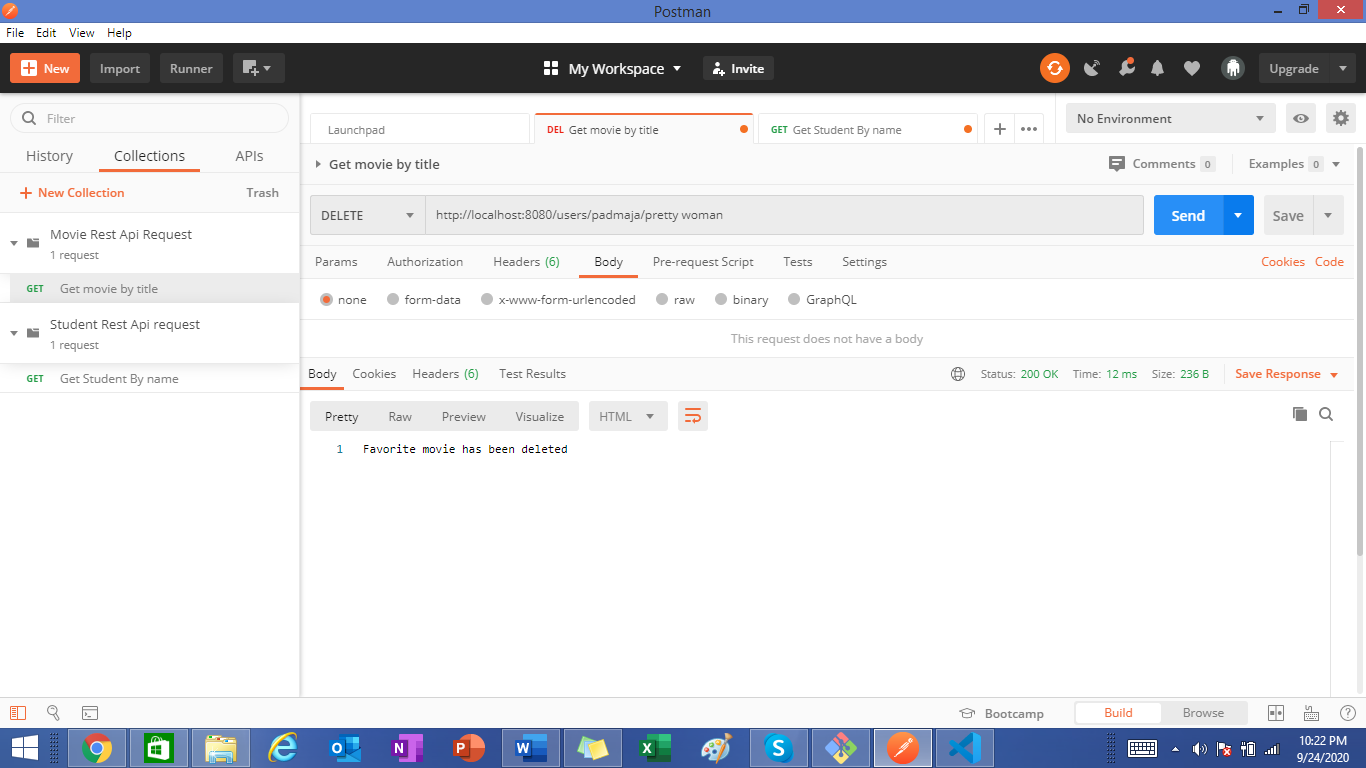 Postman
File Edit View Help
New Import Runner My Workspace Invite Upgrade
Filter
History Collections APIs
New Collection Trash
Movie Rest Api Request
1 request
GET Get movie by title
Student Rest Api request
1 request
GET Get Student By name
Launchpad DEL Get movie by title GET Get Student By name No Environment
Get movie by title Comments 0 Examples 0
DELETE http://localhost:8080/users/padmaja/pretty woman Send Save
Params Authorization Headers (6) Body Pre-request Script Tests Settings Cookies Code
none form-data x-www-form-urlencoded raw binary GraphQL
This request does not have a body
Body Cookies Headers (6) Test Results Status: 200 OK Time: 12 ms Size: 236 B Save Response
Pretty Raw Preview Visualize HTML
1 Favorite movie has been deleted
Bootcamp Build Browse
10:22 PM
9/24/2020